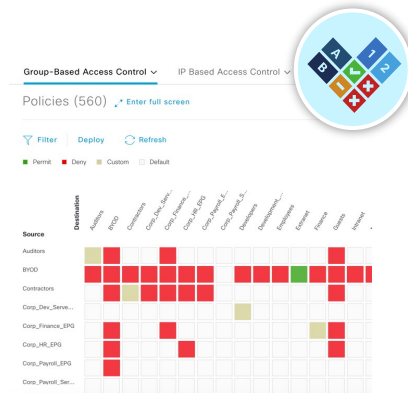 A
1
B
2
1
Group-Based Access Control
IP Based Access Control
Policies (560) Enter full screen
Filter Deploy Refresh
Permit Deny Custom Default
Destination
Auditors
BYOD
Contractors
Corp_Dev_Serv...
Corp_Finance_...
Corp_HR_EPG
Corp_Payroll_E...
Corp_Payroll_S...
Developers
Development_...
Employees
Extranet
Finance
Guests
Intranet
Source
Auditors
BYOD
Contractors
Corp_Dev_Serve...
Corp_Finance_EPG
Corp_HR_EPG
Corp_Payroll_EPG
Corp_Payroll_Ser...